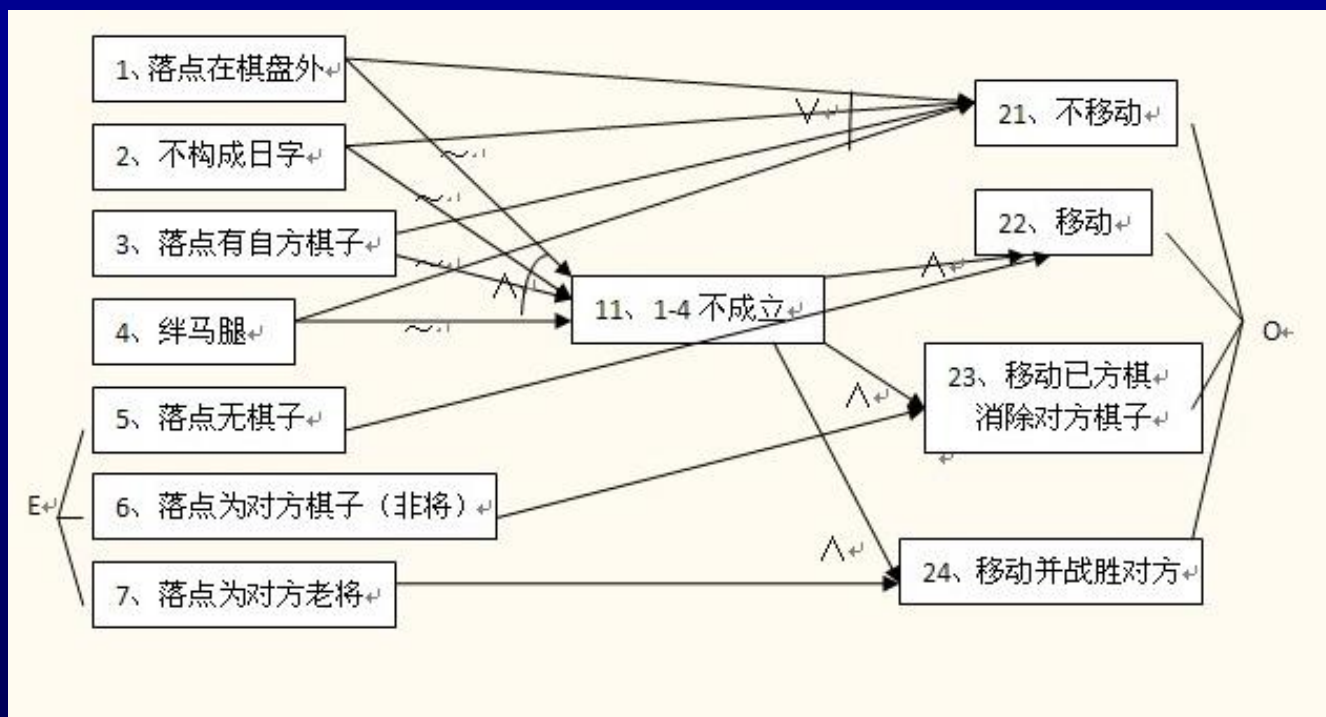 1、落点在棋盘外↵
2、不构成日字↵
3、落点有自方棋子↵
4、绊马腿↵
5、落点无棋子↵
E↵
6、落点为对方棋子（非将）↵
7、落点为对方老将↵
~↵
~↵
~↵
~↵
∧↵
∨↵
11、1-4 不成立↵
∧↵
∧↵
∧↵
21、不移动↵
22、移动↵
23、移动已方棋↵
消除对方棋子↵
↵
24、移动并战胜对方↵
O↵